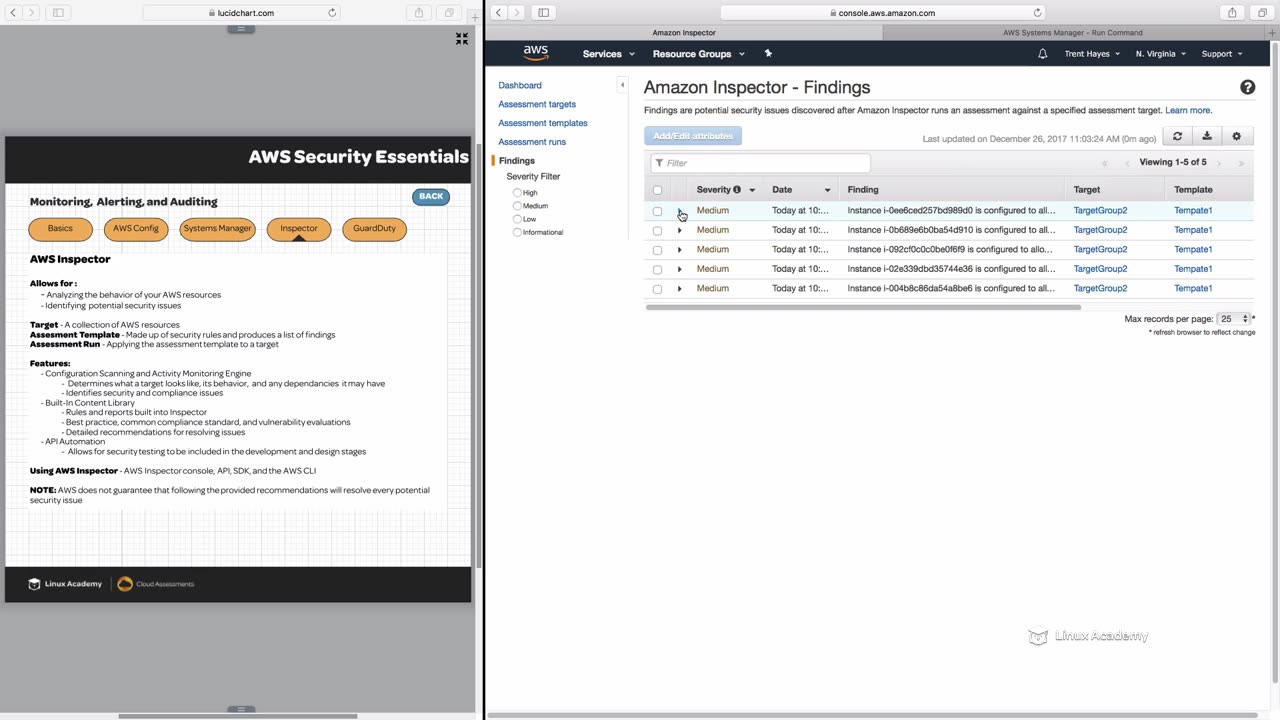 lucidchart.com
AWS Security Essentials
BACK
Monitoring, Alerting, and Auditing
Basics
AWS Config
Systems Manager
Inspector
GuardDuty
AWS Inspector
Allows for :
- Analyzing the behavior of your AWS resources
- Identifying potential security issues
Target - A collection of AWS resources
Assesment Template - Made up of security rules and produces a list of findings
Assessment Run - Applying the assessment template to a target
Features:
- Configuration Scanning and Activity Monitoring Engine
- Determines what a target looks like, its behavior, and any dependencies it may have
- Identifies security and compliance issues
- Built-In Content Library
- Rules and reports built into Inspector
- Best practice, common compliance standard, and vulnerability evaluations
- Detailed recommendations for resolving issues
- API Automation
- Allows for security testing to be included in the development and design stages
Using AWS Inspector - AWS Inspector console, API, SDK, and the AWS CLI
NOTE: AWS does not guarantee that following the provided recommendations will resolve every potential
security issue
Linux Academy
Cloud Assessments
console.aws.amazon.com
Amazon Inspector
AWS Systems Manager - Run Command
aws
Services
Resource Groups
Trent Hayes
N. Virginia
Support
Dashboard
Assessment targets
Assessment templates
Assessment runs
Findings
Severity Filter
High
Medium
Low
Informational
Amazon Inspector - Findings
Findings are potential security issues discovered after Amazon Inspector runs an assessment against a specified assessment target. Learn more.
Add/Edit attributes
Last updated on December 26, 2017 11:03:24 AM (0m ago)
Filter
Viewing 1-5 of 5
Severity Date Finding Target Template
Medium Today at 10:... Instance i-0ee6ced257bd989d0 is configured to all... TargetGroup2 Tempate1
Medium Today at 10:... Instance i-0b689e6b0ba54d910 is configured to all... TargetGroup2 Tempate1
Medium Today at 10:... Instance i-092cf0c0c0be0f6f9 is configured to allo... TargetGroup2 Tempate1
Medium Today at 10:... Instance i-02e339dbd35744e36 is configured to all... TargetGroup2 Tempate1
Medium Today at 10:... Instance i-004b8c86da54a8be6 is configured to all... TargetGroup2 Tempate1
Max records per page: 25 *
* refresh browser to reflect change
Linux Academy